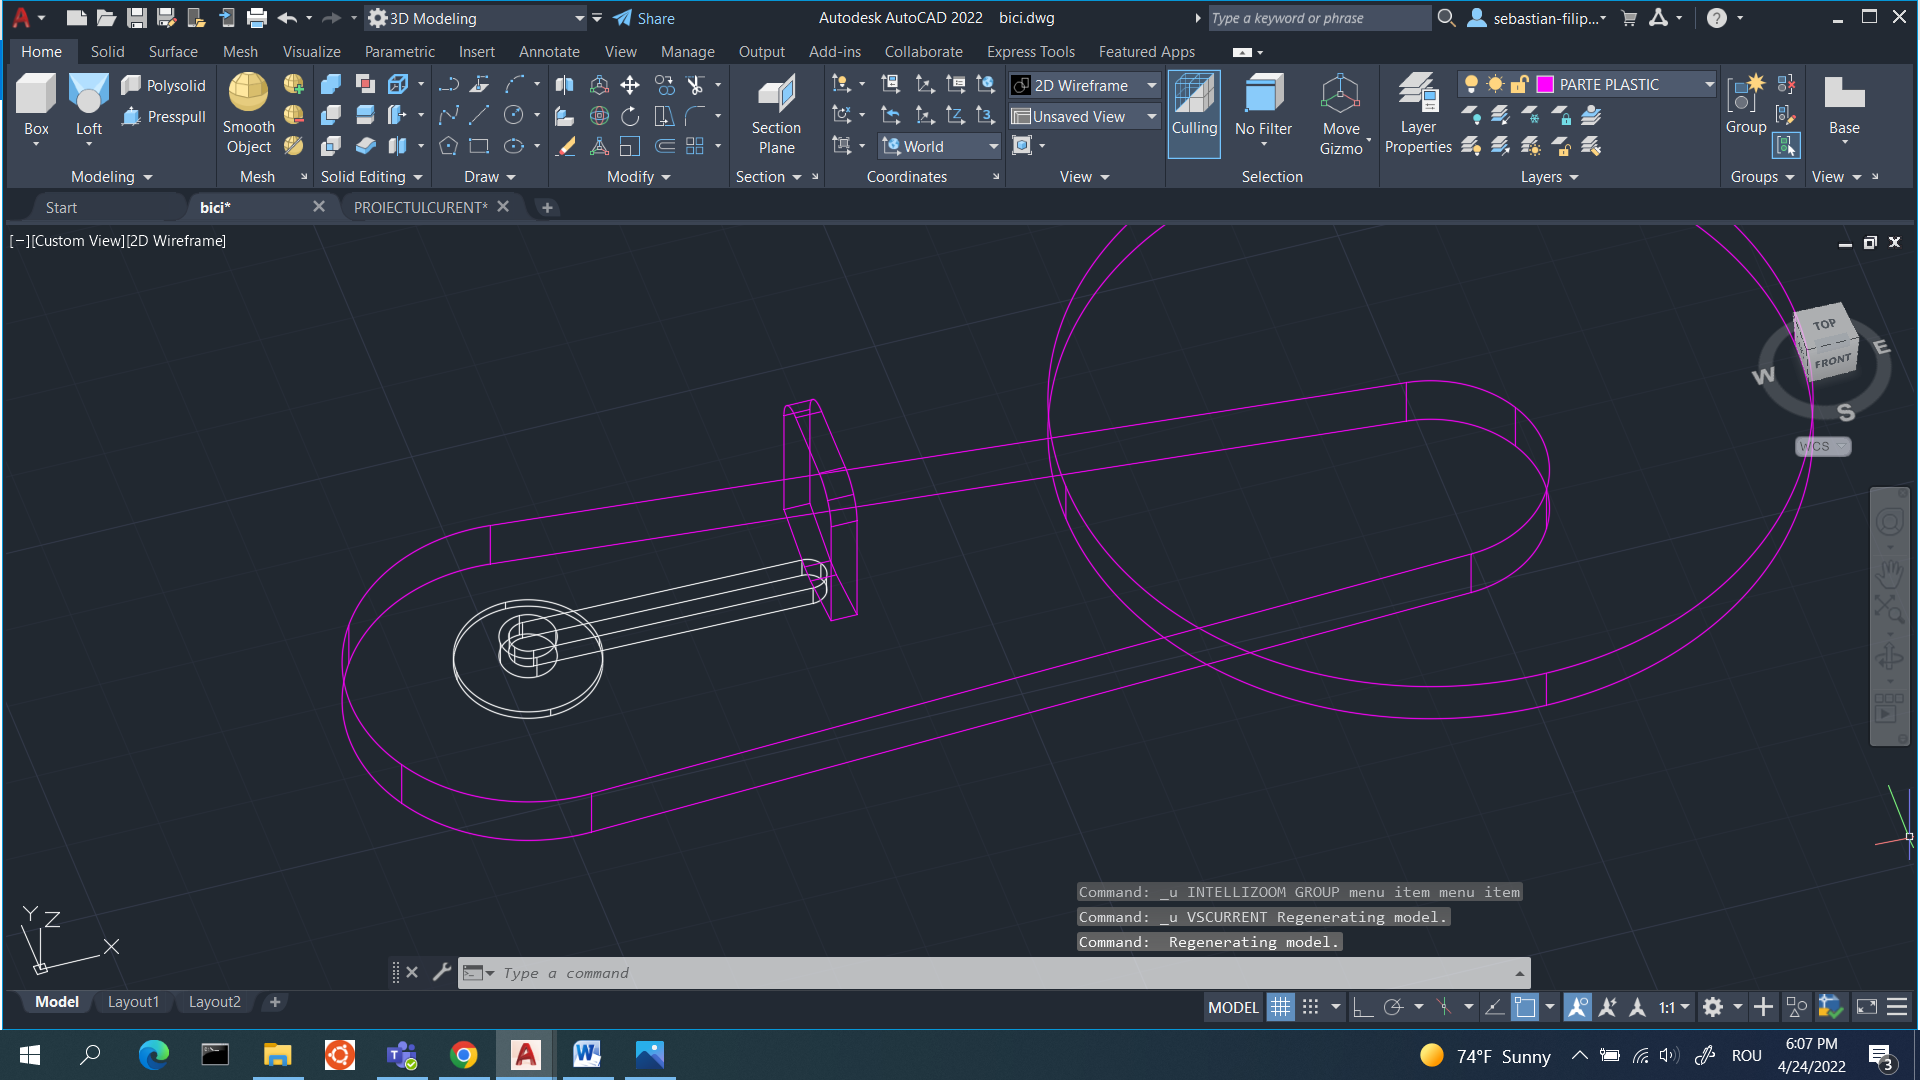 3D Modeling
Share
Autodesk AutoCAD 2022 bici.dwg
Type a keyword or phrase
sebastian-filip...
Home Solid Surface Mesh Visualize Parametric Insert Annotate View Manage Output Add-ins Collaborate Express Tools Featured Apps
Box
Loft
Polysolid
Presspull
Smooth
Object
Section
Plane
World
2D Wireframe
Unsaved View
Culling
No Filter
Move
Gizmo
Layer
Properties
PARTE PLASTIC
Group
Base
Modeling Mesh Solid Editing Draw Modify Section Coordinates View Selection Layers Groups View
Start bici* PROIECTULCURENT*
[−][Custom View][2D Wireframe]
TOP
FRONT
W
E
S
WCS
Command: _u INTELLIZOOM GROUP menu item menu item
Command: _u VSCURRENT Regenerating model.
Command: Regenerating model.
Type a command
Y
Z
X
Model Layout1 Layout2
MODEL
1:1
74°F Sunny
ROU
6:07 PM
4/24/2022
3